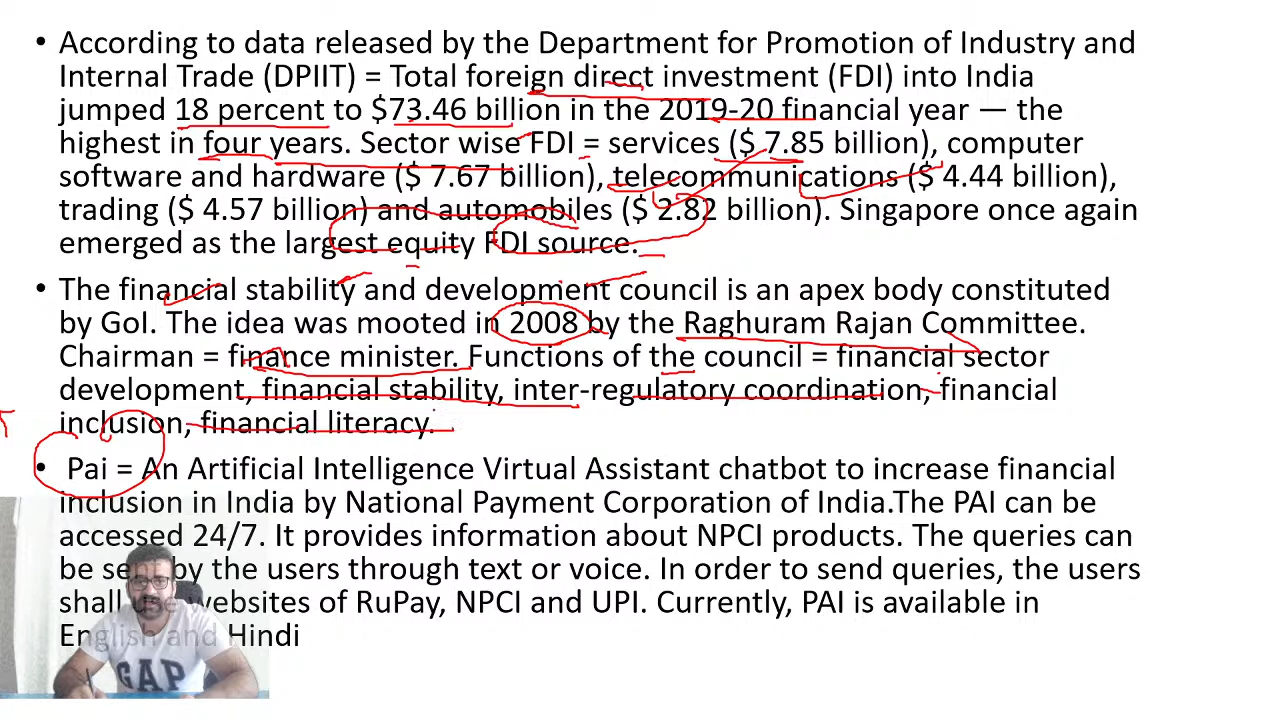 • According to data released by the Department for Promotion of Industry and
Internal Trade (DPIIT) = Total foreign direct investment (FDI) into India
jumped 18 percent to $73.46 billion in the 2019-20 financial year — the
highest in four years. Sector wise FDI = services ($ 7.85 billion), computer
software and hardware ($ 7.67 billion), telecommunications ($ 4.44 billion),
trading ($ 4.57 billion) and automobiles ($ 2.82 billion). Singapore once again
emerged as the largest equity FDI source.
• The financial stability and development council is an apex body constituted
by GoI. The idea was mooted in 2008 by the Raghuram Rajan Committee.
Chairman = finance minister. Functions of the council = financial sector
development, financial stability, inter-regulatory coordination, financial
inclusion, financial literacy.
• Pai = An Artificial Intelligence Virtual Assistant chatbot to increase financial
inclusion in India by National Payment Corporation of India.The PAI can be
accessed 24/7. It provides information about NPCI products. The queries can
be sent by the users through text or voice. In order to send queries, the users
shall use websites of RuPay, NPCI and UPI. Currently, PAI is available in
English and Hindi
GAP